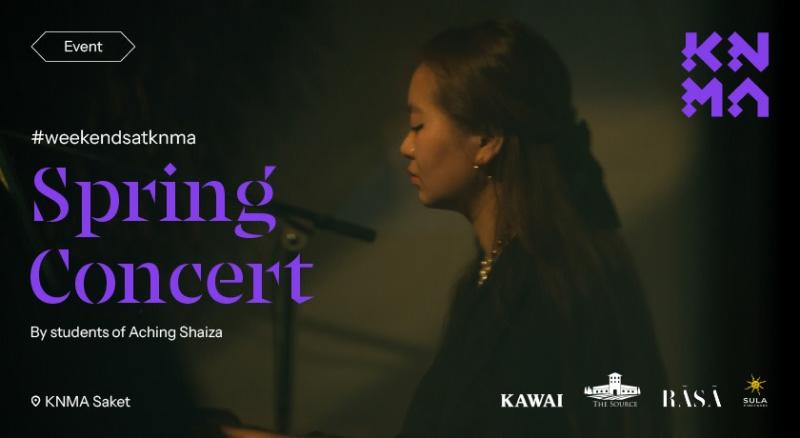 Event
KN
MA
#weekendsatknma
Spring
Concert
By students of Aching Shaiza
KNMA Saket
KAWAI
THE SOURCE
RĀSĀ
SULA